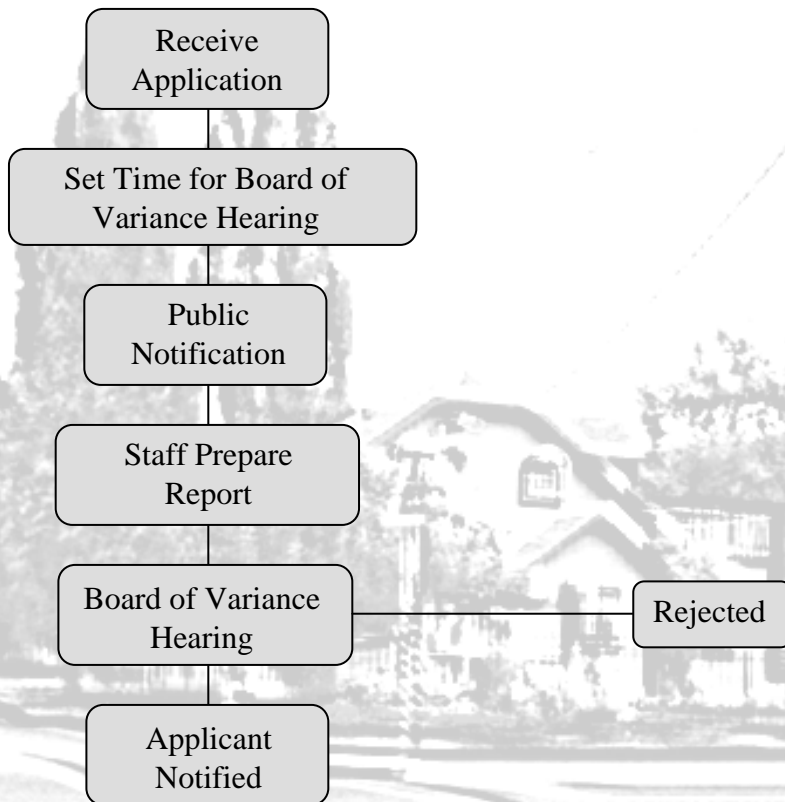 Receive
Application
Set Time for Board of
Variance Hearing
Public
Notification
Staff Prepare
Report
Board of Variance
Hearing
Rejected
Applicant
Notified